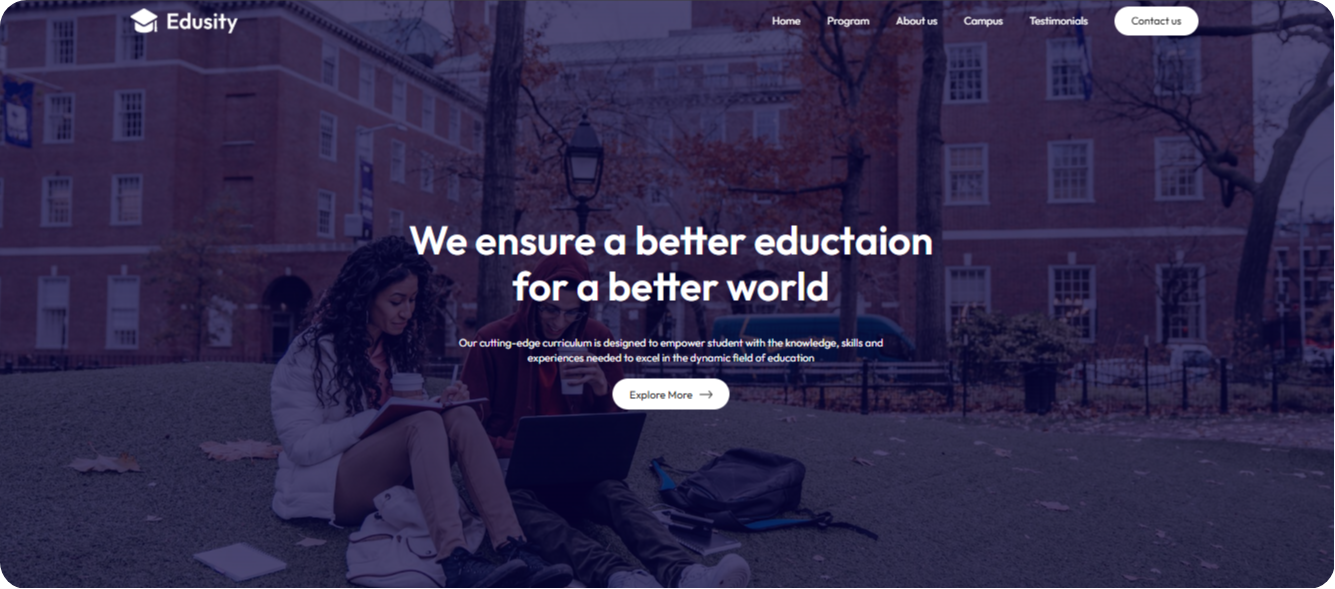 Edusity
Home Program About us Campus Testimonials Contact us
We ensure a better eductaion
for a better world
Our cutting-edge curriculum is designed to empower student with the knowledge, skills and
experiences needed to excel in the dynamic field of education
Explore More →